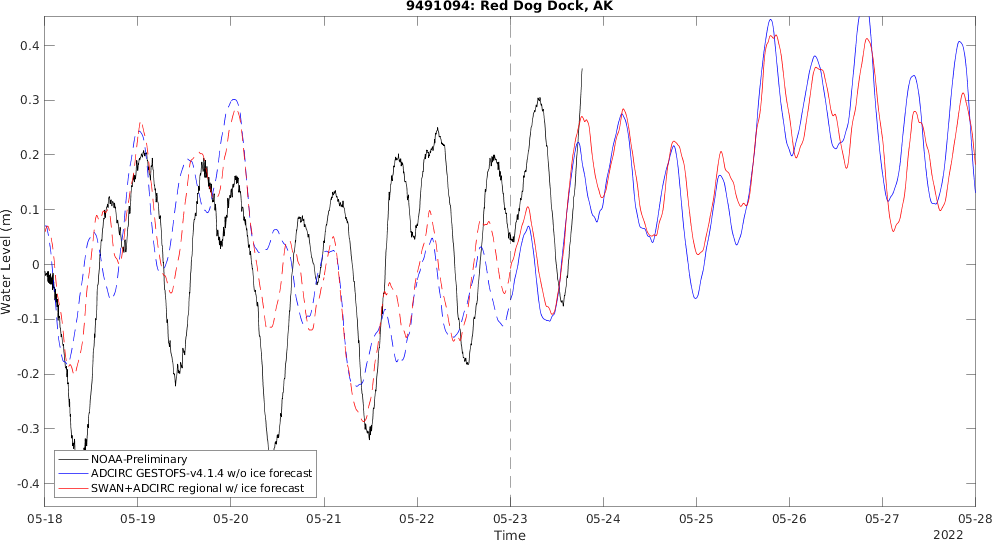 9491094: Red Dog Dock, AK
0.4
0.3
0.2
0.1
0
-0.1
-0.2
-0.3
-0.4
Water Level (m)
NOAA-Preliminary
ADCIRC GESTOFS-v4.1.4 w/o ice forecast
SWAN+ADCIRC regional w/ ice forecast
05-18 05-19 05-20 05-21 05-22 05-23 05-24 05-25 05-26 05-27 05-28
Time
2022